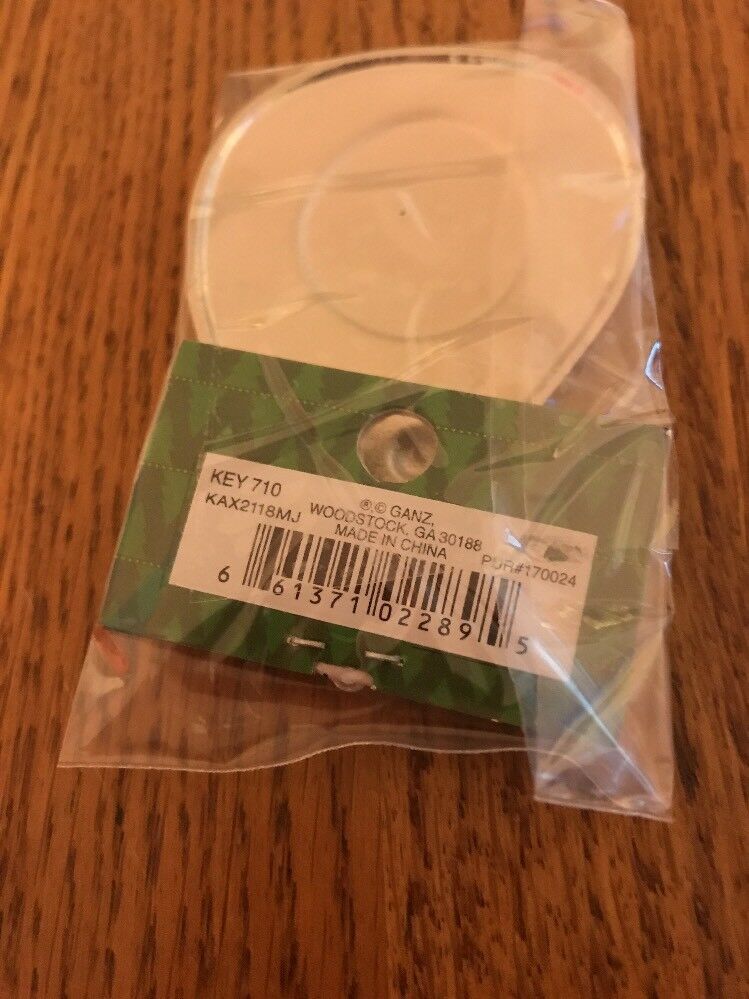 KEY 710
KAX2118MJ
®© GANZ,
WOODSTOCK, GA 30188
MADE IN CHINA
PUR#170024
6 61371 02289 5